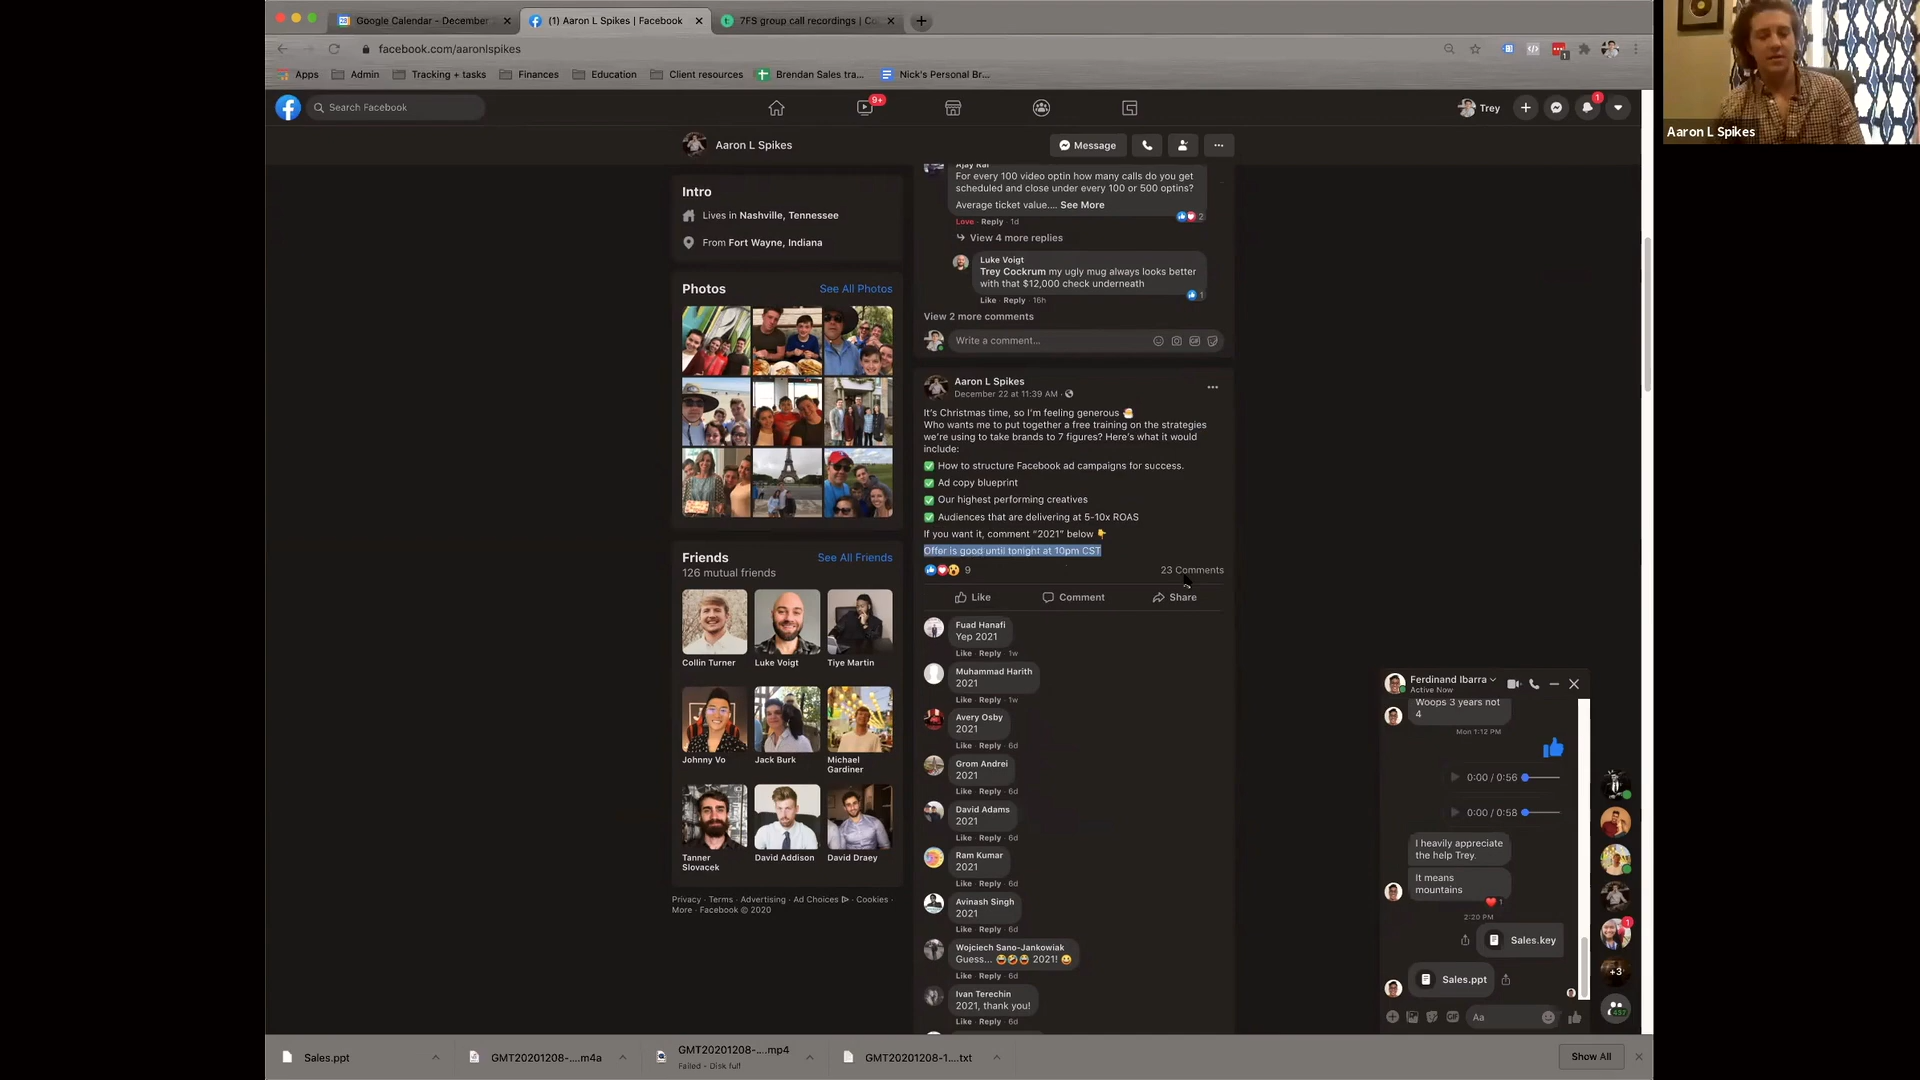 Google Calendar - December
(1) Aaron L Spikes | Facebook
7FS group call recordings | Co
facebook.com/aaronlspikes
Apps
Admin
Tracking + tasks
Finances
Education
Client resources
Brendan Sales tra...
Nick's Personal Br...
Search Facebook
9+
Trey
1
Aaron L Spikes
Message
Aaron L Spikes
Intro
Lives in Nashville, Tennessee
From Fort Wayne, Indiana
Photos
See All Photos
Friends
See All Friends
126 mutual friends
Collin Turner
Luke Voigt
Tiye Martin
Johnny Vo
Jack Burk
Michael
Gardiner
Tanner
Slovacek
David Addison
David Draey
Privacy · Terms · Advertising · Ad Choices · Cookies ·
More · Facebook © 2020
Ajay Rai
For every 100 video optin how many calls do you get
scheduled and close under every 100 or 500 optins?
Average ticket value.... See More
2
Love · Reply · 1d
View 4 more replies
Luke Voigt
Trey Cockrum my ugly mug always looks better
with that $12,000 check underneath
1
Like · Reply · 16h
View 2 more comments
Write a comment...
Aaron L Spikes
December 22 at 11:39 AM ·
It's Christmas time, so I'm feeling generous 🎅
Who wants me to put together a free training on the strategies
we're using to take brands to 7 figures? Here's what it would
include:
✅ How to structure Facebook ad campaigns for success.
✅ Ad copy blueprint
✅ Our highest performing creatives
✅ Audiences that are delivering at 5-10x ROAS
If you want it, comment “2021” below 👇
Offer is good until tonight at 10pm CST
9
23 Comments
Like
Comment
Share
Fuad Hanafi
Yep 2021
Like · Reply · 1w
Muhammad Harith
2021
Like · Reply · 1w
Avery Osby
2021
Like · Reply · 6d
Grom Andrei
2021
Like · Reply · 6d
David Adams
2021
Like · Reply · 6d
Ram Kumar
2021
Like · Reply · 6d
Avinash Singh
2021
Like · Reply · 6d
Wojciech Sano-Jankowiak
Guess... 😂🤣😂 2021! 😀
Like · Reply · 6d
Ivan Terechin
2021, thank you!
Like · Reply · 6d
Ferdinand Ibarra
Active Now
Woops 3 years not
4
Mon 1:12 PM
0:00 / 0:56
0:00 / 0:58
I heavily appreciate
the help Trey.
It means
mountains
1
2:20 PM
Sales.key
Sales.ppt
Aa
1
+3
437
Sales.ppt
GMT20201208-....m4a
GMT20201208-....mp4
Failed - Disk full
GMT20201208-1....txt
Show All